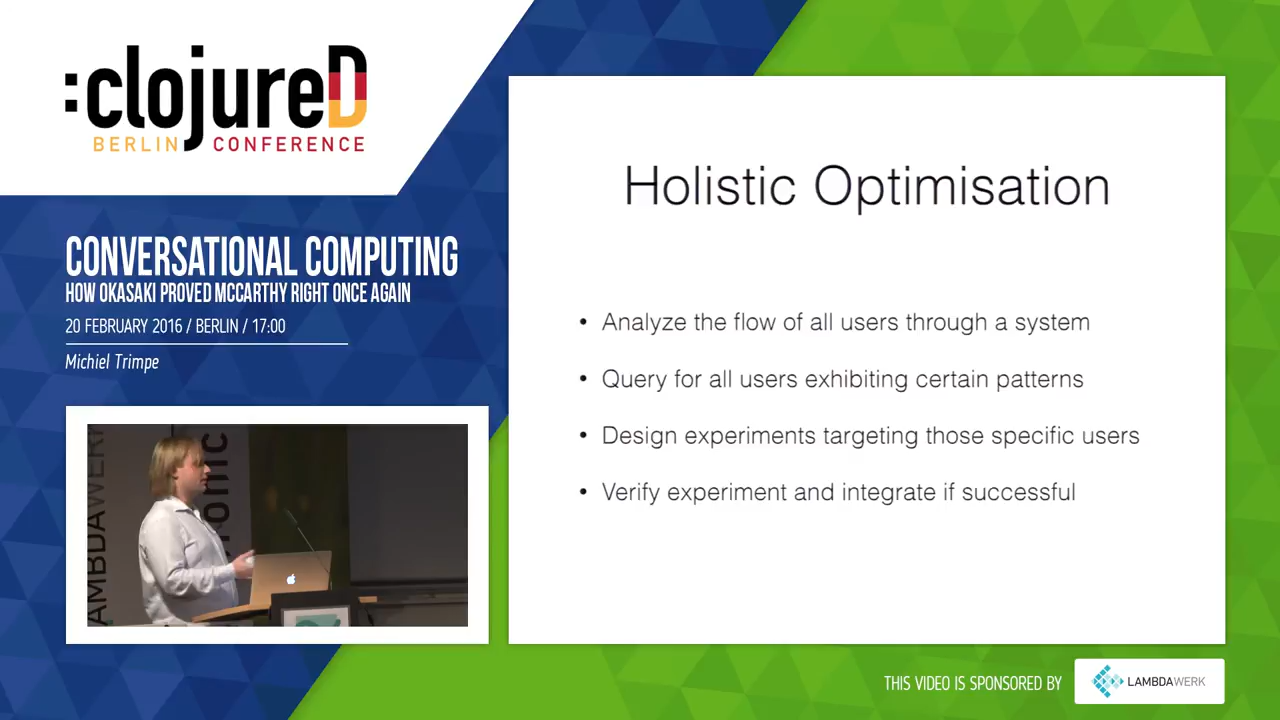 :clojureD
BERLIN CONFERENCE
CONVERSATIONAL COMPUTING
HOW OKASAKI PROVED MCCARTHY RIGHT ONCE AGAIN
20 FEBRUARY 2016 / BERLIN / 17:00
Michiel Trimpe
AMBDAWERK
onic
Holistic Optimisation
• Analyze the flow of all users through a system
• Query for all users exhibiting certain patterns
• Design experiments targeting those specific users
• Verify experiment and integrate if successful
THIS VIDEO IS SPONSORED BY
LAMBDAWERK